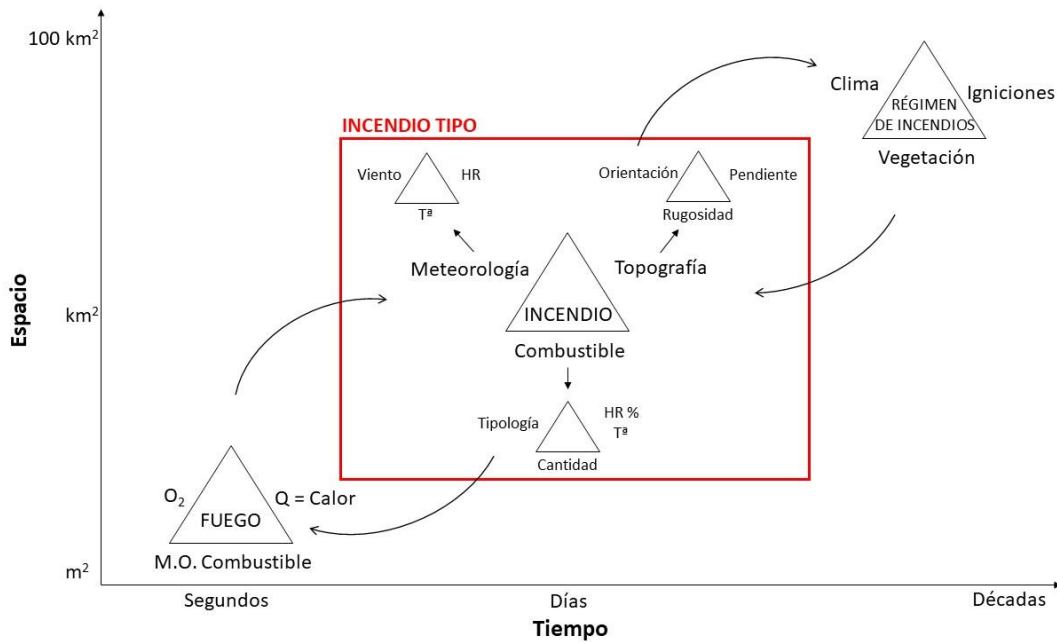 100 km²
Clima
Igniciones
RÉGIMEN
DE INCENDIOS
Vegetación
INCENDIO TIPO
Viento
HR
Tª
Orientación
Pendiente
Rugosidad
Meteorología
Topografía
INCENDIO
Combustible
Espacio
km²
Tipología
HR %
Tª
Cantidad
O₂
Q = Calor
FUEGO
M.O. Combustible
m²
Segundos
Días
Décadas
Tiempo